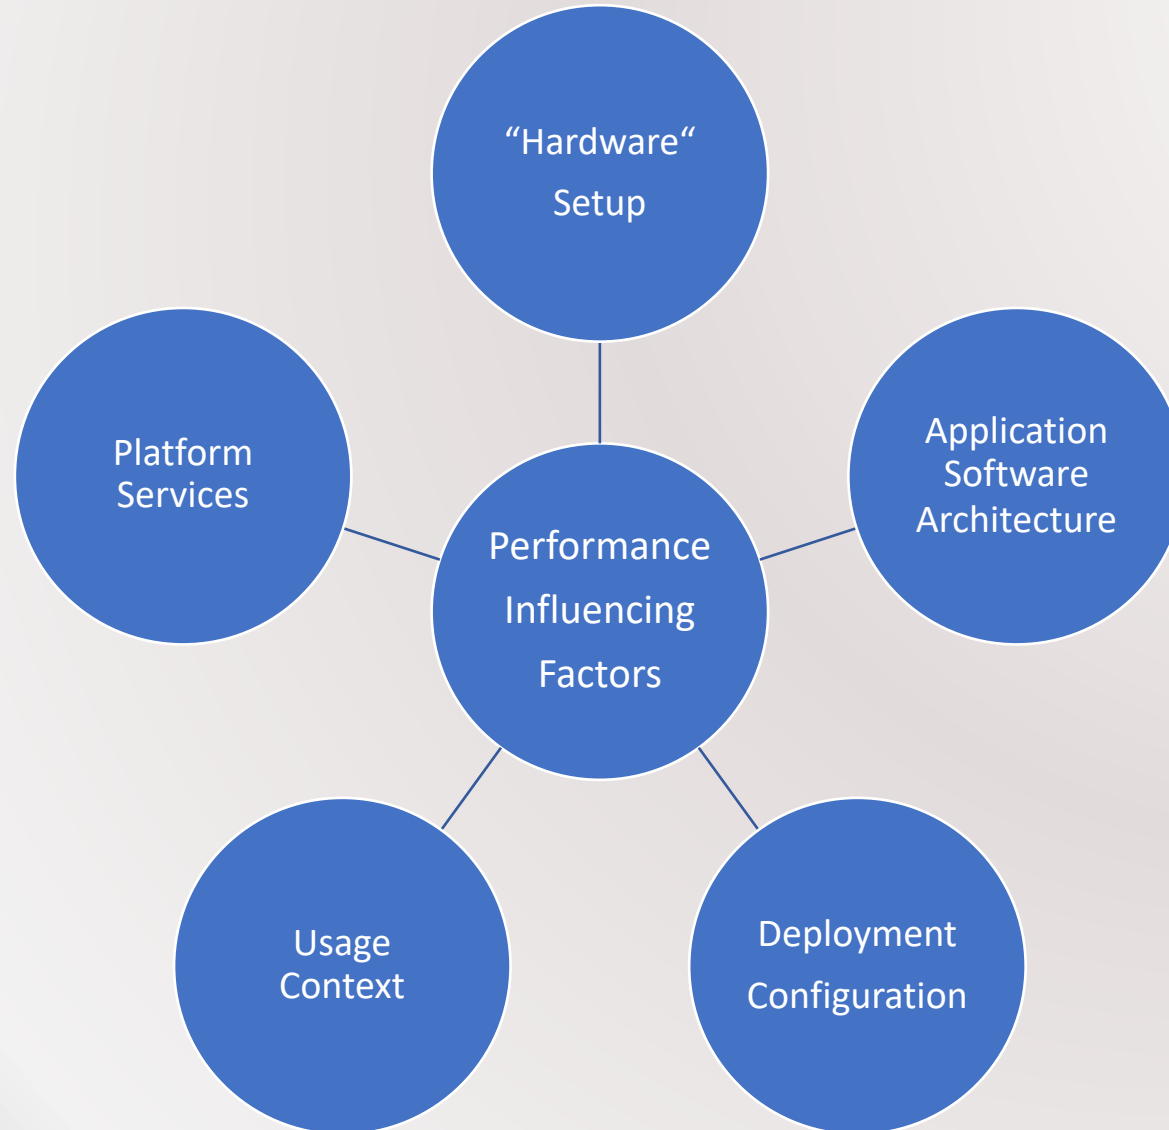 “Hardware“
Setup
Platform
Services
Application
Software
Architecture
Performance
Influencing
Factors
Usage
Context
Deployment
Configuration